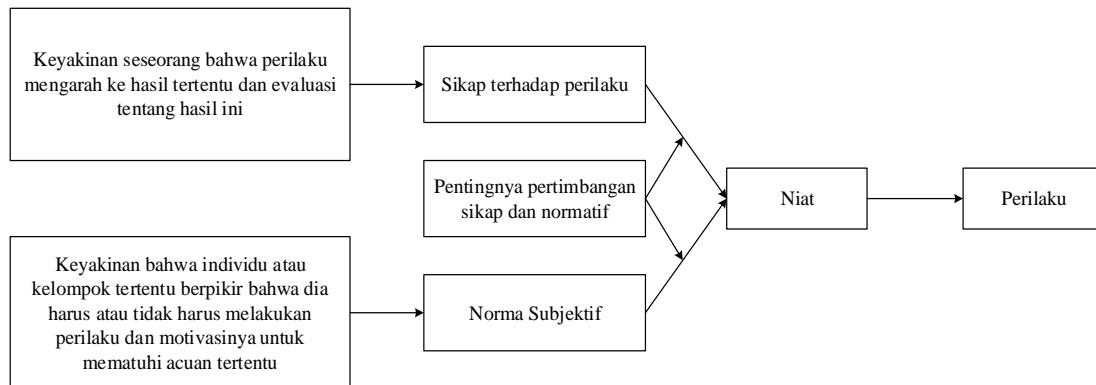 Keyakinan seseorang bahwa perilaku
mengarah ke hasil tertentu dan evaluasi
tentang hasil ini
Sikap terhadap perilaku
Pentingnya pertimbangan
sikap dan normatif
Niat
Perilaku
Keyakinan bahwa individu atau
kelompok tertentu berpikir bahwa dia
harus atau tidak harus melakukan
perilaku dan motivasinya untuk
mematuhi acuan tertentu
Norma Subjektif